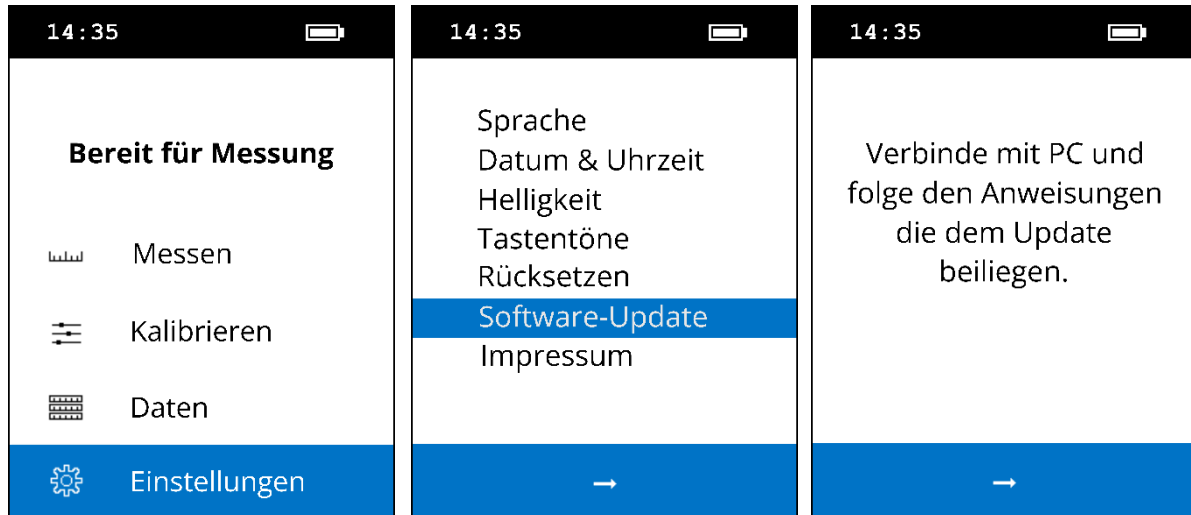 14:35
Bereit für Messung
Messen
Kalibrieren
Daten
Einstellungen
14:35
Sprache
Datum & Uhrzeit
Helligkeit
Tastentöne
Rücksetzen
Software-Update
Impressum
→
14:35
Verbinde mit PC und
folge den Anweisungen
die dem Update
beiliegen.
→